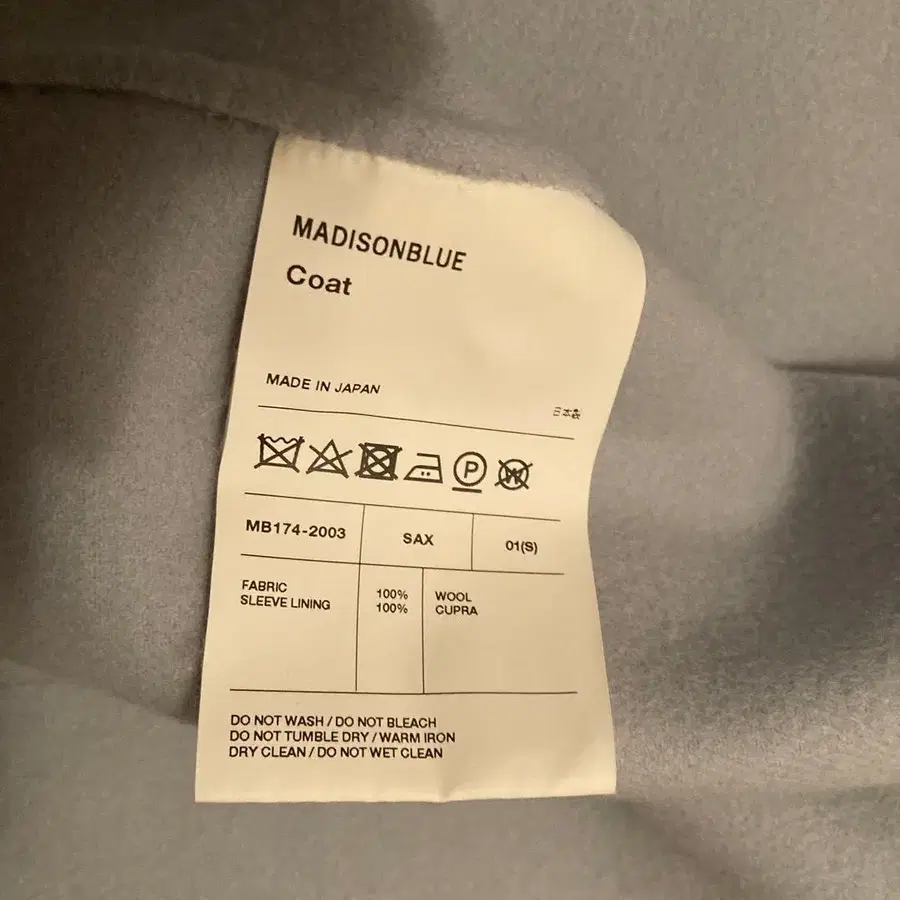 MADISONBLUE
Coat
MADE IN JAPAN
日本製
P
W
MB174-2003 SAX 01(S)
FABRIC 100% WOOL
SLEEVE LINING 100% CUPRA
DO NOT WASH / DO NOT BLEACH
DO NOT TUMBLE DRY / WARM IRON
DRY CLEAN / DO NOT WET CLEAN